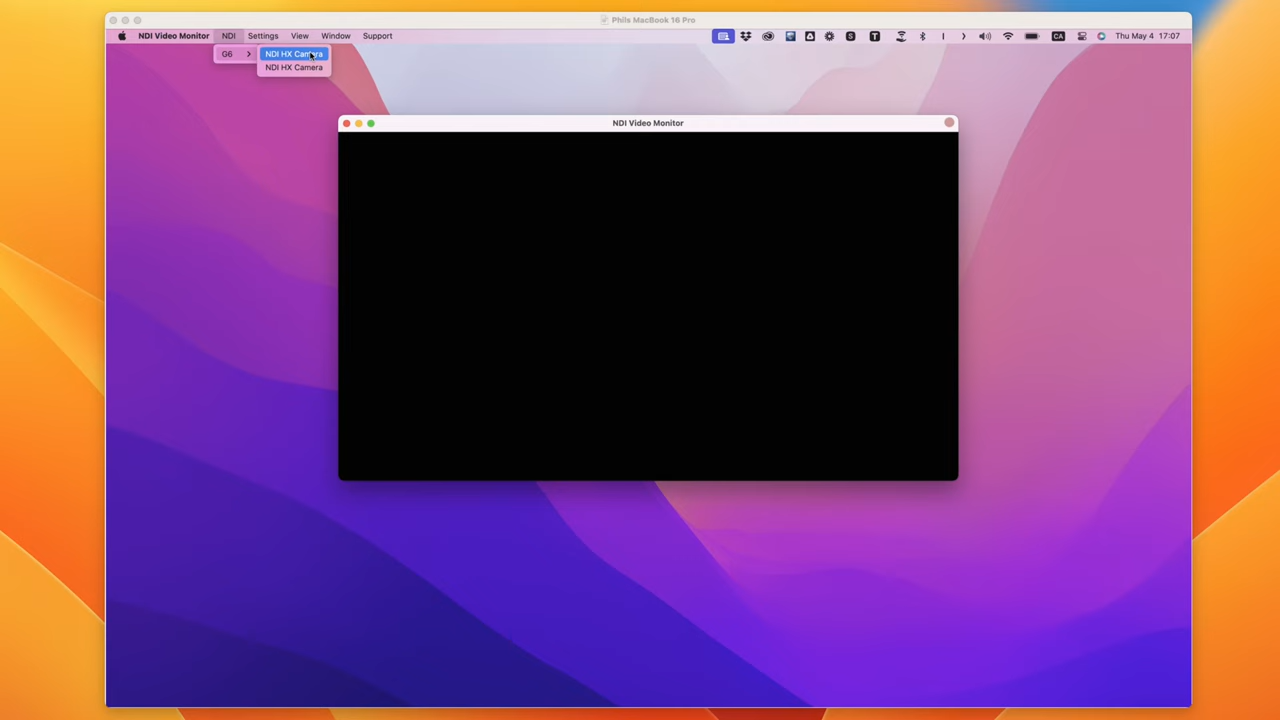 Phils MacBook 16 Pro
NDI Video Monitor NDI Settings View Window Support CA Thu May 4 17:07
G6 NDI HX Camera
NDI HX Camera
NDI Video Monitor